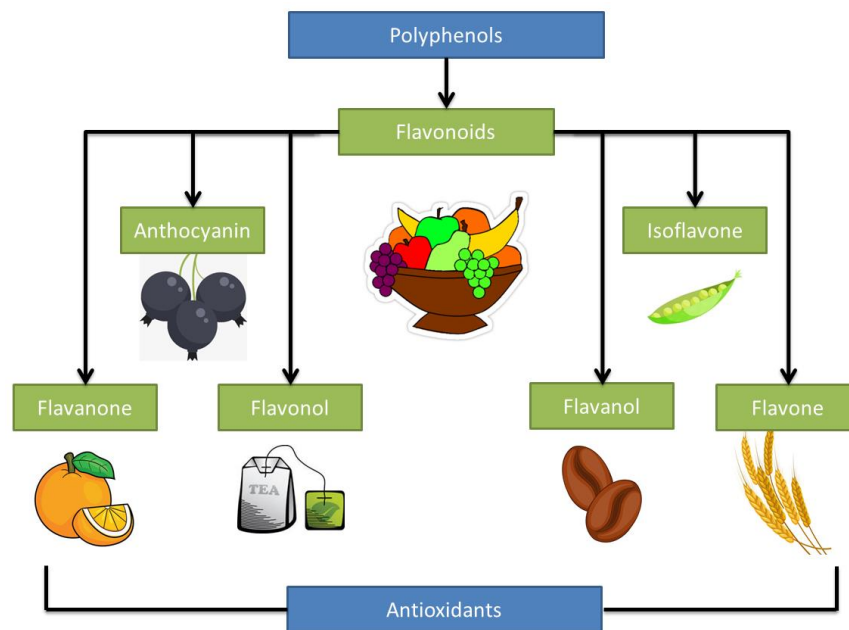 Polyphenols
Flavonoids
Anthocyanin
Isoflavone
Flavanone
Flavonol
Flavanol
Flavone
TEA
Antioxidants